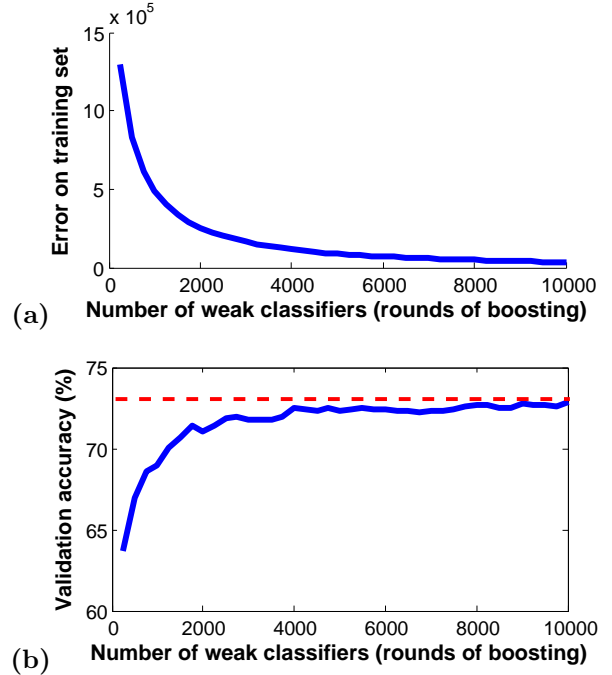 x 10^5
15
10
5
0
Error on training set
0 2000 4000 6000 8000 10000
(a) Number of weak classifiers (rounds of boosting)
75
70
65
60
Validation accuracy (%)
0 2000 4000 6000 8000 10000
(b) Number of weak classifiers (rounds of boosting)